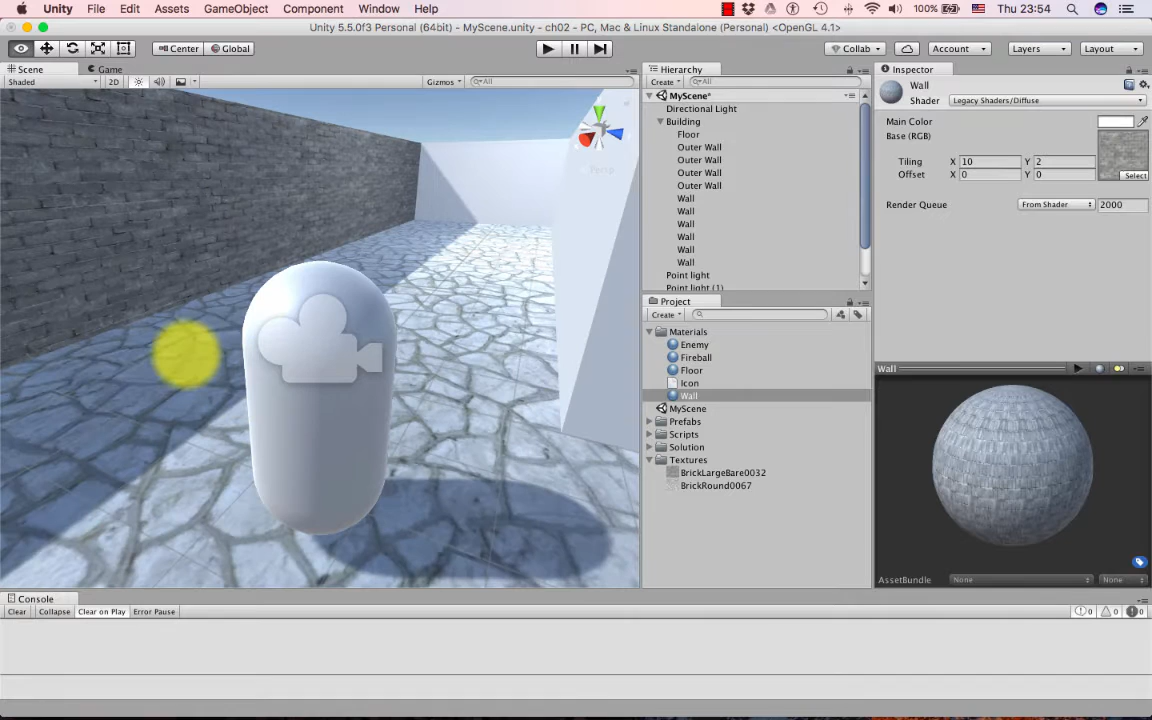 Unity File Edit Assets GameObject Component Window Help 100% Thu 23:54
Unity 5.5.0f3 Personal (64bit) - MyScene.unity - ch02 - PC, Mac & Linux Standalone (Personal) <OpenGL 4.1>
Center Global Collab Account Layers Layout
Scene Game
Shaded 2D Gizmos All
Persp
Hierarchy
Create All
MyScene*
Directional Light
Building
Floor
Outer Wall
Outer Wall
Outer Wall
Outer Wall
Wall
Wall
Wall
Wall
Wall
Wall
Point light
Point light (1)
Project
Create
Materials
Enemy
Fireball
Floor
Icon
Wall
MyScene
Prefabs
Scripts
Solution
Textures
BrickLargeBare0032
BrickRound0067
Inspector
Wall
Shader Legacy Shaders/Diffuse
Main Color
Base (RGB)
Tiling X 10 Y 2
Offset X 0 Y 0
Select
Render Queue From Shader 2000
Wall
AssetBundle None None
Console
Clear Collapse Clear on Play Error Pause 0 0 0